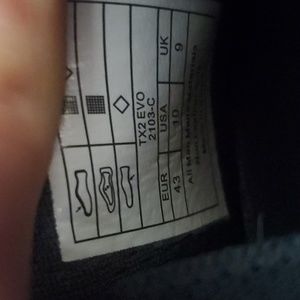 TX2 EVO
2103-C
EUR USA UK
43 10 9
All Man Made Materials